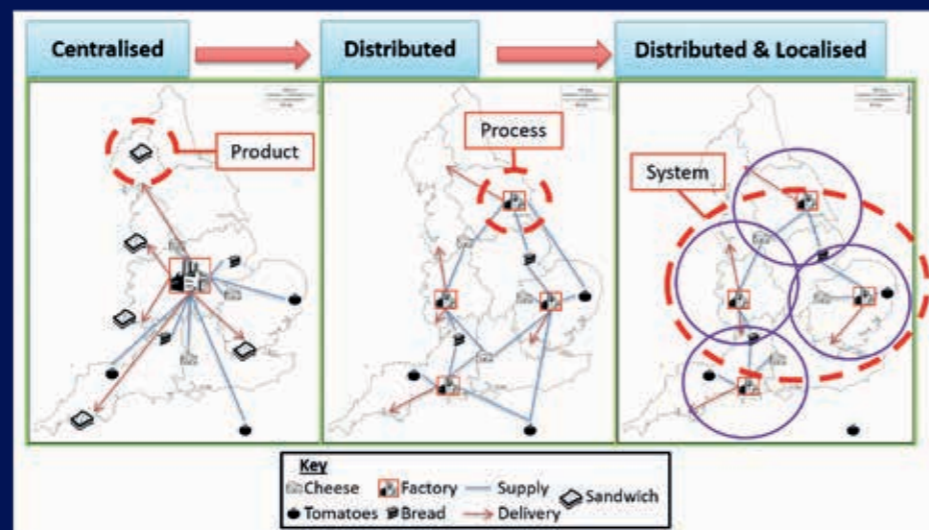 Centralised
Distributed
Distributed & Localised
Product
Process
System
Key
Cheese Factory Supply Sandwich
Tomatoes Bread Delivery